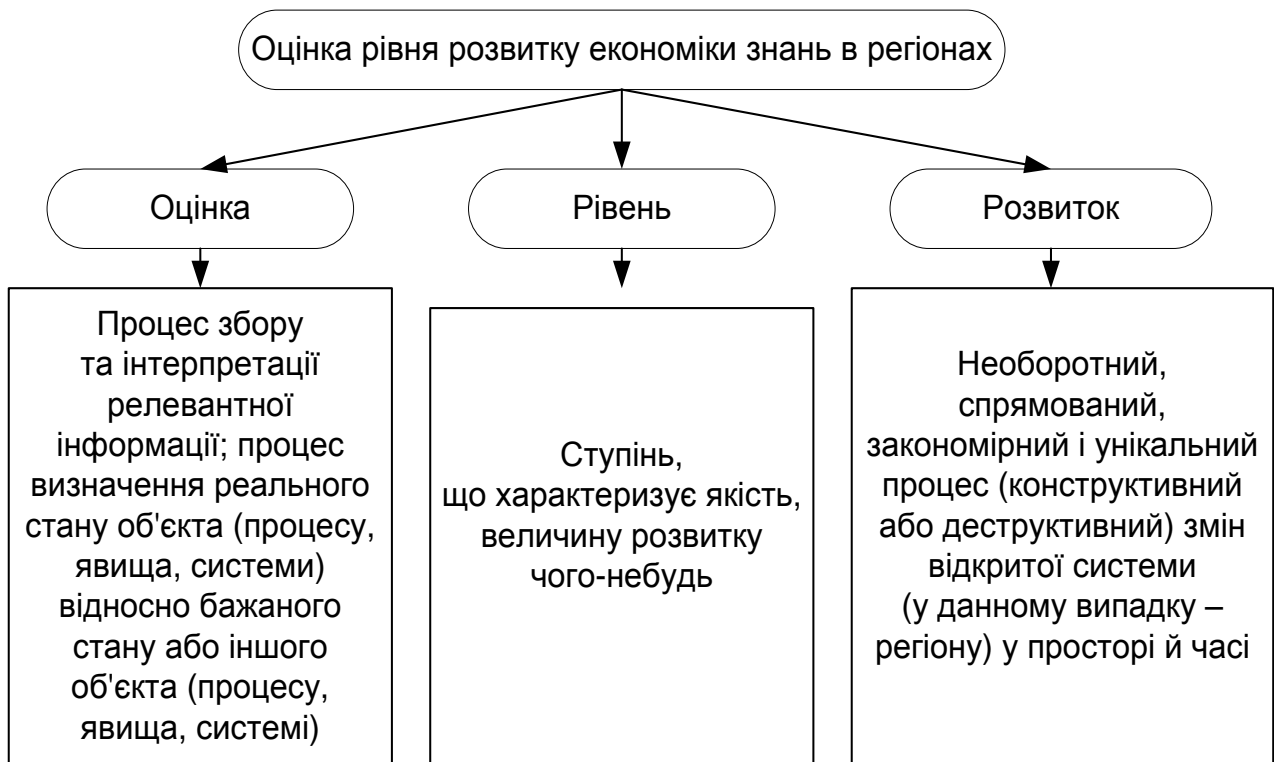 Оцінка рівня розвитку економіки знань в регіонах
Оцінка
Рівень
Розвиток
Процес збору
та інтерпретації
релевантної
інформації; процес
визначення реального
стану об'єкта (процесу,
явища, системи)
відносно бажаного
стану або іншого
об'єкта (процесу,
явища, системі)
Ступінь,
що характеризує якість,
величину розвитку
чого-небудь
Необоротний,
спрямований,
закономірний і унікальний
процес (конструктивний
або деструктивний) змін
відкритої системи
(у данному випадку –
регіону) у просторі й часі